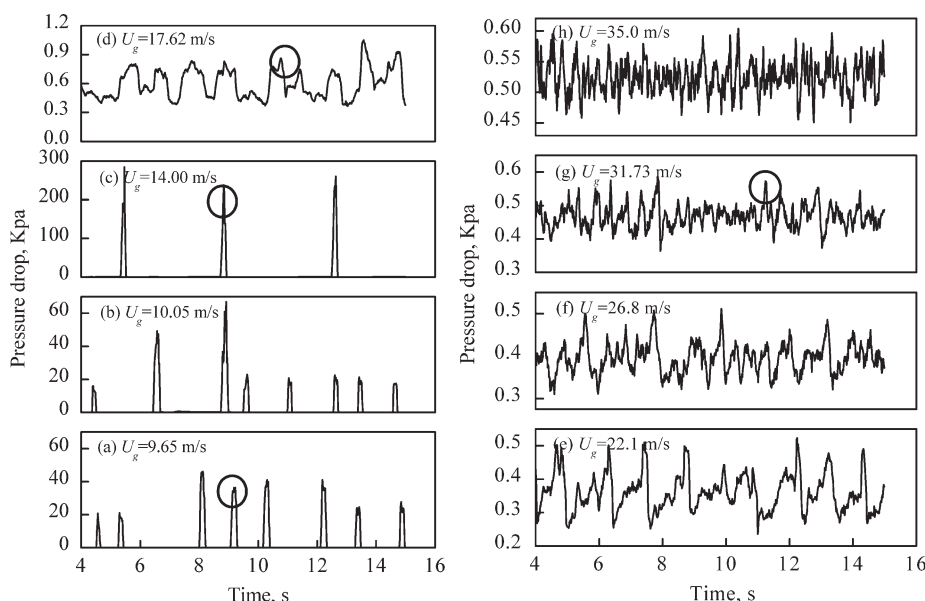 1.2
0.9
0.6
0.3
0.0
(d) Ug=17.62 m/s
300
200
100
0
(c) Ug=14.00 m/s
60
40
20
0
(b) Ug=10.05 m/s
60
40
20
0
(a) Ug=9.65 m/s
4 6 8 10 12 14 16
Time, s
Pressure drop, Kpa
0.60
0.55
0.50
0.45
(h) Ug=35.0 m/s
0.6
0.5
0.4
0.3
(g) Ug=31.73 m/s
0.5
0.4
0.3
(f) Ug=26.8 m/s
0.5
0.4
0.3
0.2
(e) Ug=22.1 m/s
4 6 8 10 12 14 16
Time, s
Pressure drop, Kpa